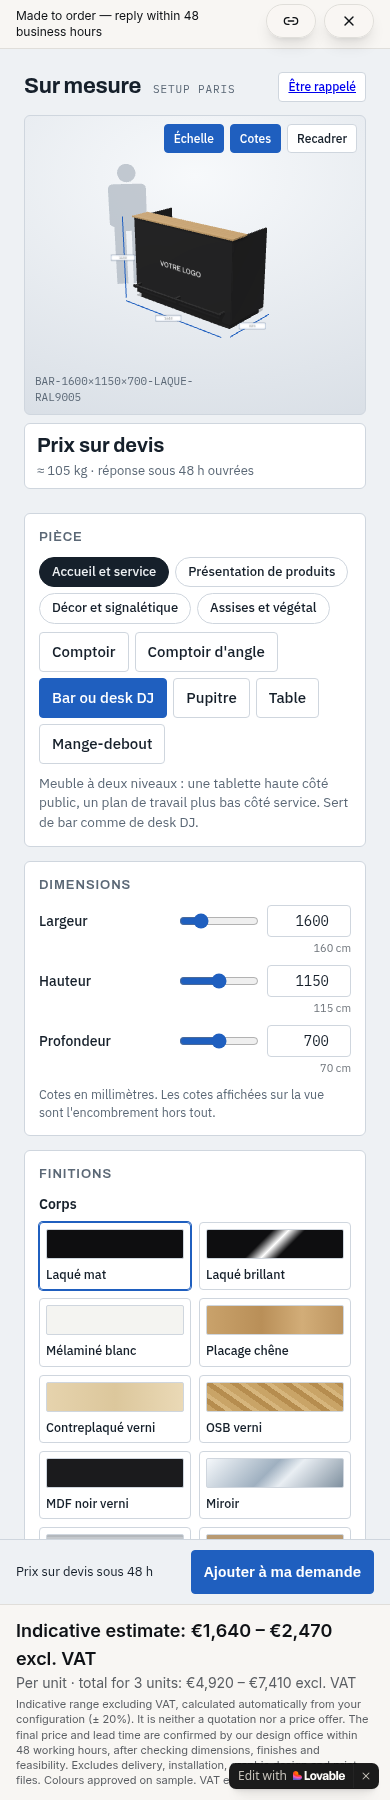 Made to order — reply within 48
business hours
Sur mesure SETUP PARIS
Être rappelé
Échelle Cotes Recadrer
VOTRE LOGO
BAR-1600×1150×700-LAQUE-
RAL9005
Prix sur devis
≈ 105 kg · réponse sous 48 h ouvrées
PIÈCE
Accueil et service Présentation de produits
Décor et signalétique Assises et végétal
Comptoir Comptoir d'angle
Bar ou desk DJ Pupitre Table
Mange-debout
Meuble à deux niveaux : une tablette haute côté
public, un plan de travail plus bas côté service. Sert
de bar comme de desk DJ.
DIMENSIONS
Largeur 1600
160 cm
Hauteur 1150
115 cm
Profondeur 700
70 cm
Cotes en millimètres. Les cotes affichées sur la vue
sont l'encombrement hors tout.
FINITIONS
Corps
Laqué mat Laqué brillant
Mélaminé blanc Placage chêne
Contreplaqué verni OSB verni
MDF noir verni Miroir
Prix sur devis sous 48 h Ajouter à ma demande
Indicative estimate: €1,640 – €2,470
excl. VAT
Per unit · total for 3 units: €4,920 – €7,410 excl. VAT
Indicative range excluding VAT, calculated automatically from your
configuration (± 20%). It is neither a quotation nor a price offer. The
final price and lead time are confirmed by our design office within
48 working hours, after checking dimensions, finishes and
feasibility. Excludes delivery, installation,
files. Colours approved on sample. VAT
Edit with Lovable